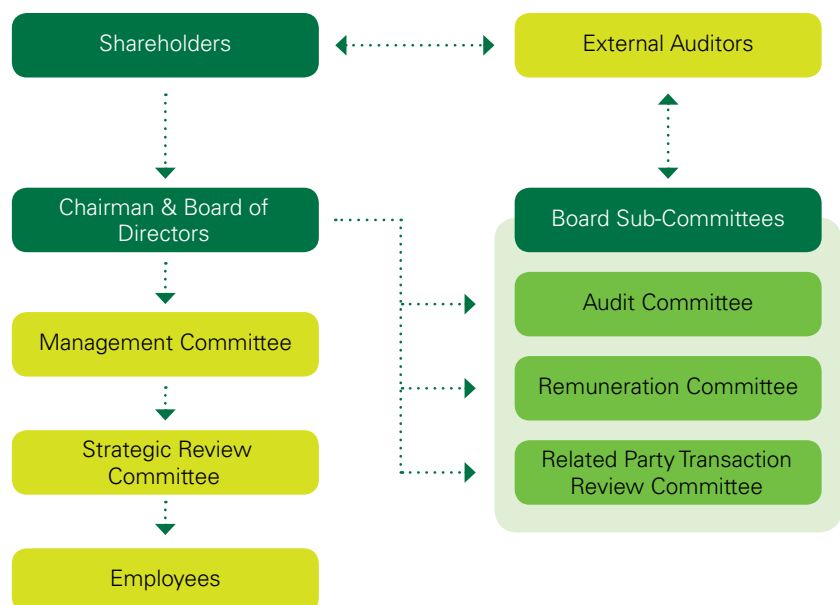 Shareholders
External Auditors
Chairman & Board of
Directors
Board Sub-Committees
Audit Committee
Management Committee
Remuneration Committee
Strategic Review
Committee
Related Party Transaction
Review Committee
Employees